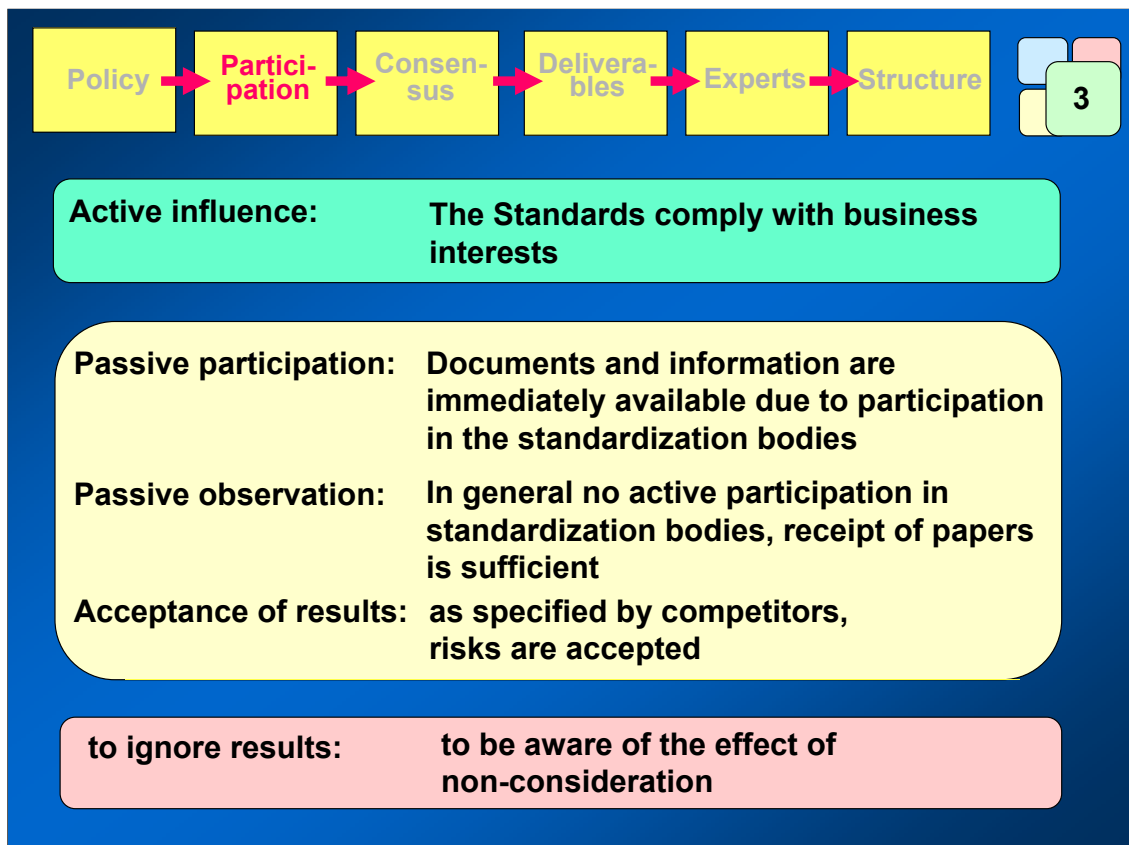 Policy
Partici-
pation
Consen-
sus
Delivera-
bles
Experts
Structure
3
Active influence:
The Standards comply with business
interests
Passive participation:
Documents and information are
immediately available due to participation
in the standardization bodies
Passive observation:
In general no active participation in
standardization bodies, receipt of papers
is sufficient
Acceptance of results:
as specified by competitors,
risks are accepted
to ignore results:
to be aware of the effect of
non-consideration